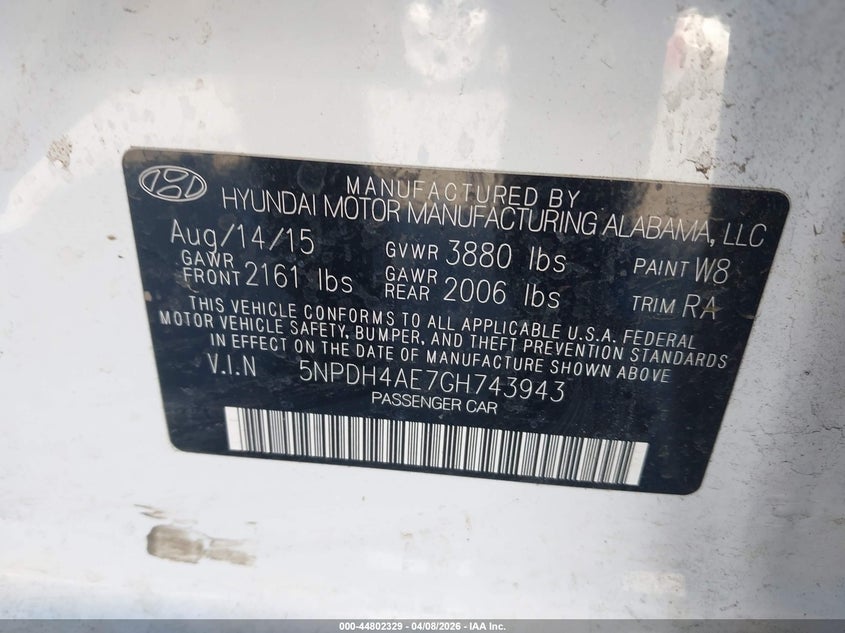 MANUFACTURED BY
HYUNDAI MOTOR MANUFACTURING ALABAMA, LLC
Aug/14/15 GVWR 3880 lbs PAINT W8
GAWR FRONT 2161 lbs GAWR REAR 2006 lbs TRIM RA
THIS VEHICLE CONFORMS TO ALL APPLICABLE U.S.A. FEDERAL
MOTOR VEHICLE SAFETY, BUMPER, AND THEFT PREVENTION STANDARDS
IN EFFECT ON THE DATE OF MANUFACTURE SHOWN ABOVE
V.I.N 5NPDH4AE7GH743943
PASSENGER CAR
000-44802329 | 04/08/2026 - IAA Inc.